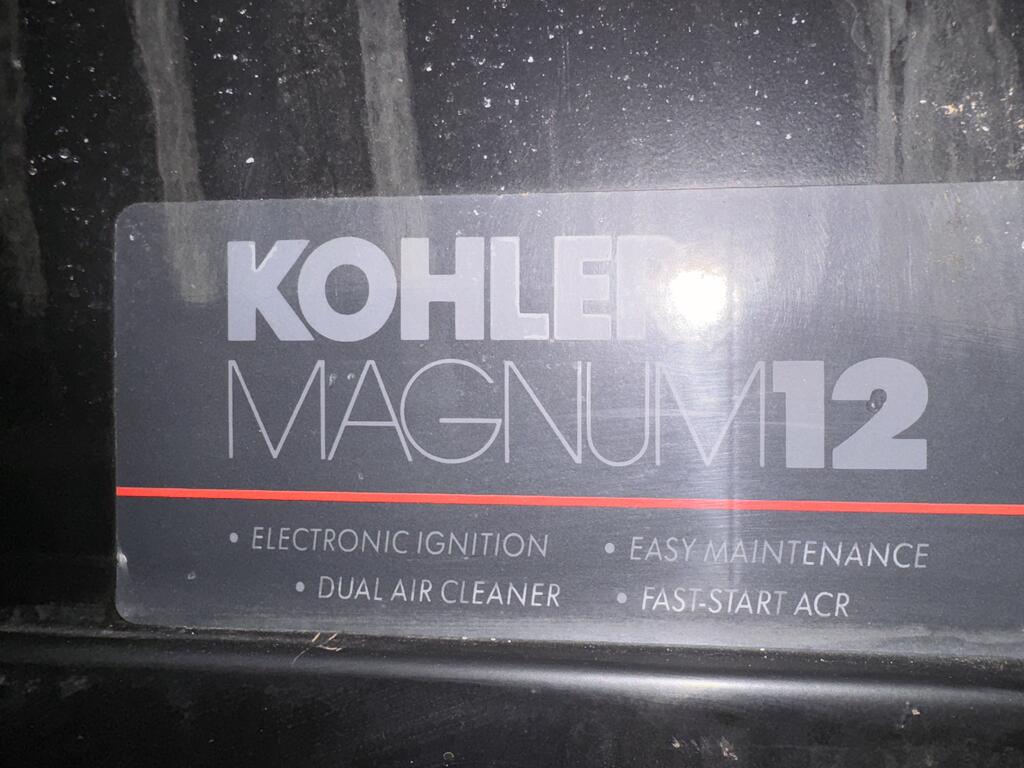 KOHLER
MAGNUM12
• ELECTRONIC IGNITION • EASY MAINTENANCE
• DUAL AIR CLEANER • FAST-START ACR